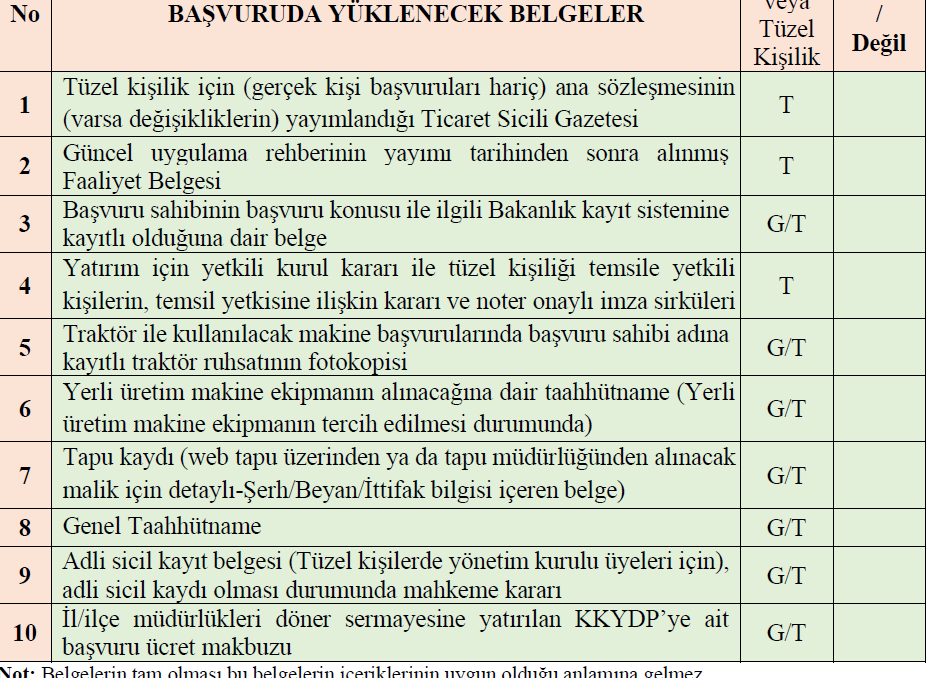 No
BAŞVURUDA YÜKLENECEK BELGELER
veya
Tüzel
Kişilik
/
Değil
1
Tüzel kişilik için (gerçek kişi başvuruları hariç) ana sözleşmesinin
(varsa değişikliklerin) yayımlandığı Ticaret Sicili Gazetesi
T
2
Güncel uygulama rehberinin yayımı tarihinden sonra alınmış
Faaliyet Belgesi
T
3
Başvuru sahibinin başvuru konusu ile ilgili Bakanlık kayıt sistemine
kayıtlı olduğuna dair belge
G/T
4
Yatırım için yetkili kurul kararı ile tüzel kişiliği temsile yetkili
kişilerin, temsil yetkisine ilişkin kararı ve noter onaylı imza sirküleri
T
5
Traktör ile kullanılacak makine başvurularında başvuru sahibi adına
kayıtlı traktör ruhsatının fotokopisi
G/T
6
Yerli üretim makine ekipmanın alınacağına dair taahhütname (Yerli
üretim makine ekipmanın tercih edilmesi durumunda)
G/T
7
Tapu kaydı (web tapu üzerinden ya da tapu müdürlüğünden alınacak
malik için detaylı-Şerh/Beyan/İttifak bilgisi içeren belge)
G/T
8
Genel Taahhütname
G/T
9
Adli sicil kayıt belgesi (Tüzel kişilerde yönetim kurulu üyeleri için),
adli sicil kaydı olması durumunda mahkeme kararı
G/T
10
İl/ilçe müdürlükleri döner sermayesine yatırılan KKYDP’ye ait
başvuru ücret makbuzu
G/T
Not: Belgelerin tam olması bu belgelerin içeriklerinin uygun olduğu anlamına gelmez